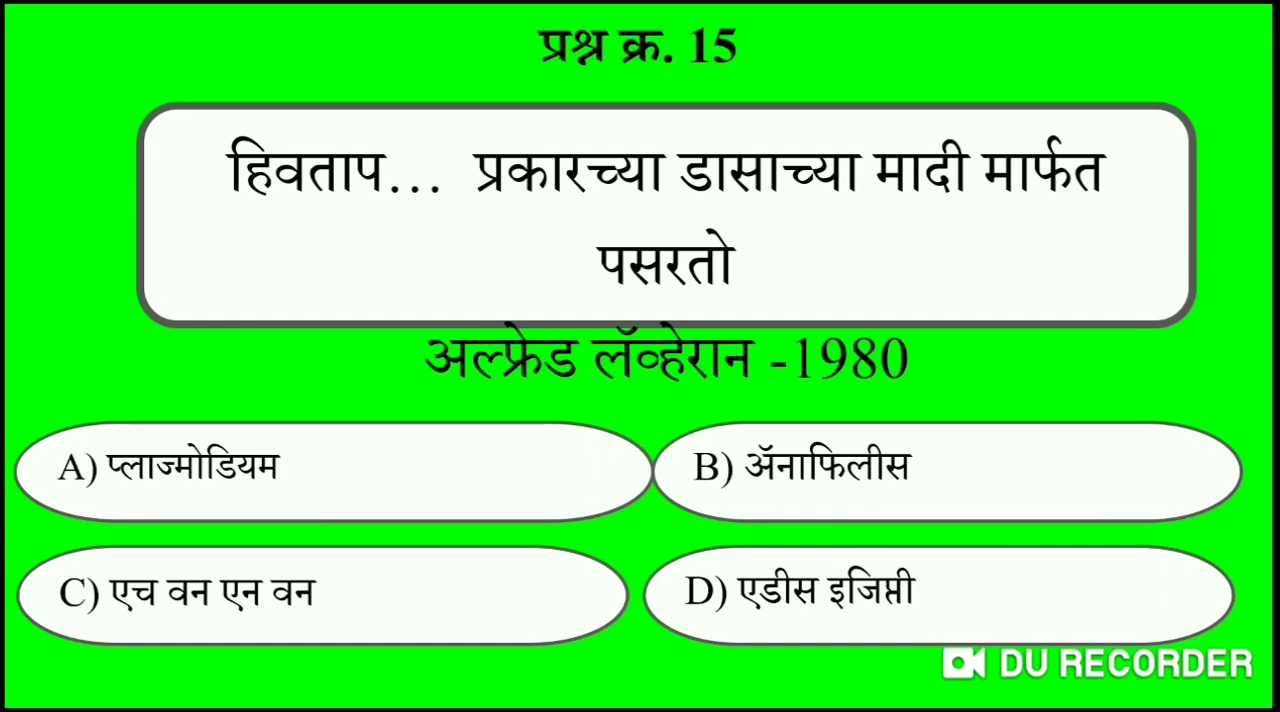 प्रश्न क्र. 15
हिवताप... प्रकारच्या डासाच्या मादी मार्फत
पसरतो
अल्फ्रेड लॅव्हेरान -1980
A) प्लाज्मोडियम
B) ॲनाफिलीस
C) एच वन एन वन
D) एडीस इजिप्ती
DU RECORDER